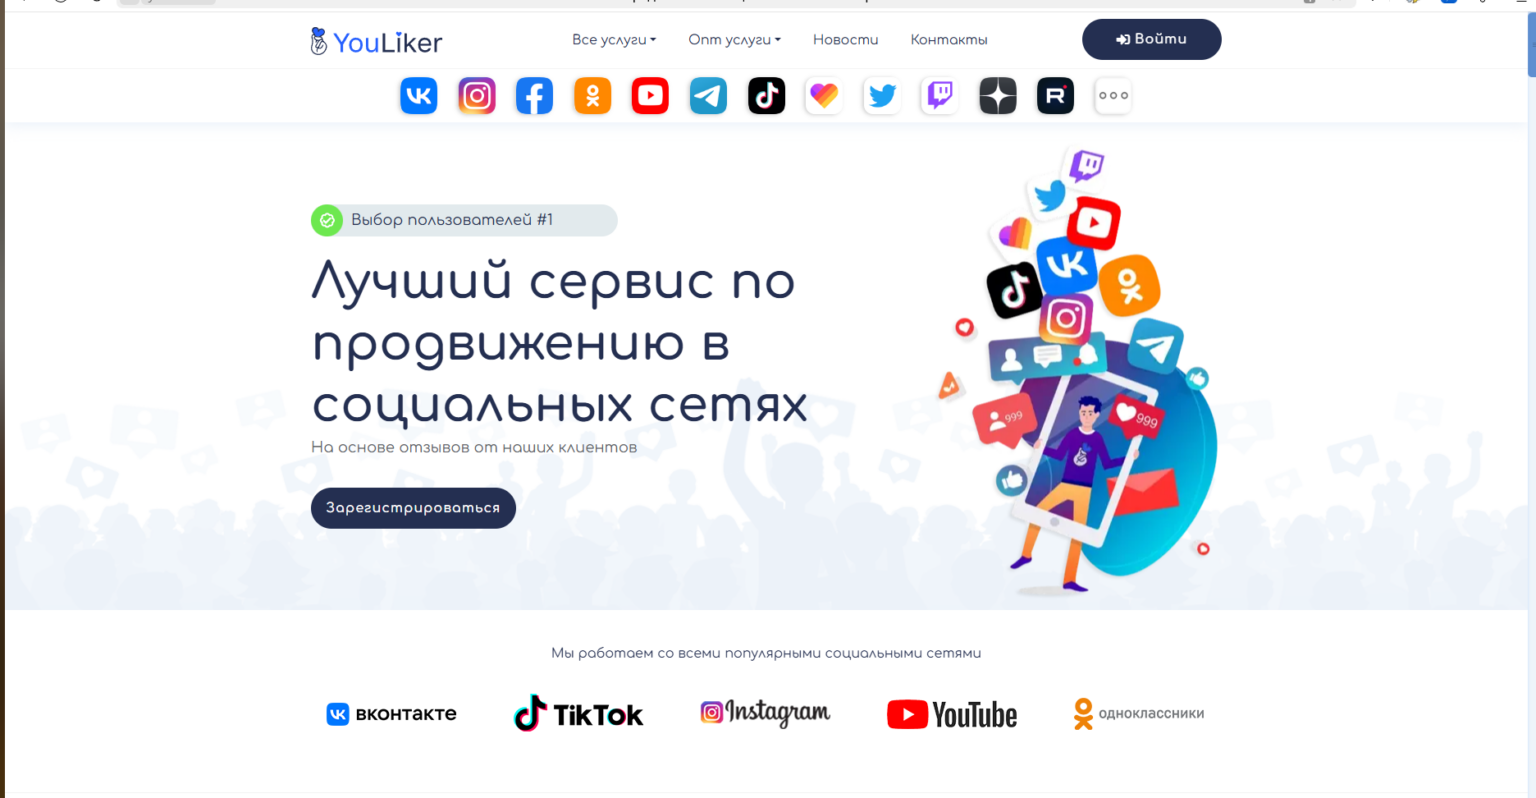 YouLiker
Все услуги
Опт услуги
Новости
Контакты
Войти
Выбор пользователей #1
Лучший сервис по
продвижению в
социальных сетях
На основе отзывов от наших клиентов
Зарегистрироваться
999
999
Мы работаем со всеми популярными социальными сетями
вконтакте
TikTok
Instagram
YouTube
одноклассники